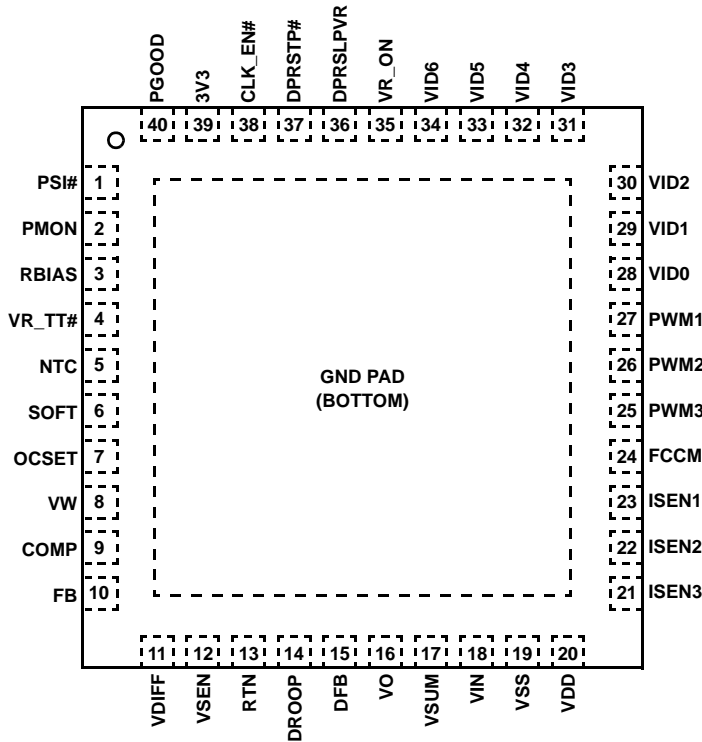 PGOOD
3V3
CLK_EN#
DPRSTP#
DPRSLPVR
VR_ON
VID6
VID5
VID4
VID3
40 39 38 37 36 35 34 33 32 31
PSI# 1
PMON 2
RBIAS 3
VR_TT# 4
NTC 5
SOFT 6
OCSET 7
VW 8
COMP 9
FB 10
GND PAD
(BOTTOM)
30 VID2
29 VID1
28 VID0
27 PWM1
26 PWM2
25 PWM3
24 FCCM
23 ISEN1
22 ISEN2
21 ISEN3
11 12 13 14 15 16 17 18 19 20
VDIFF
VSEN
RTN
DROOP
DFB
VO
VSUM
VIN
VSS
VDD